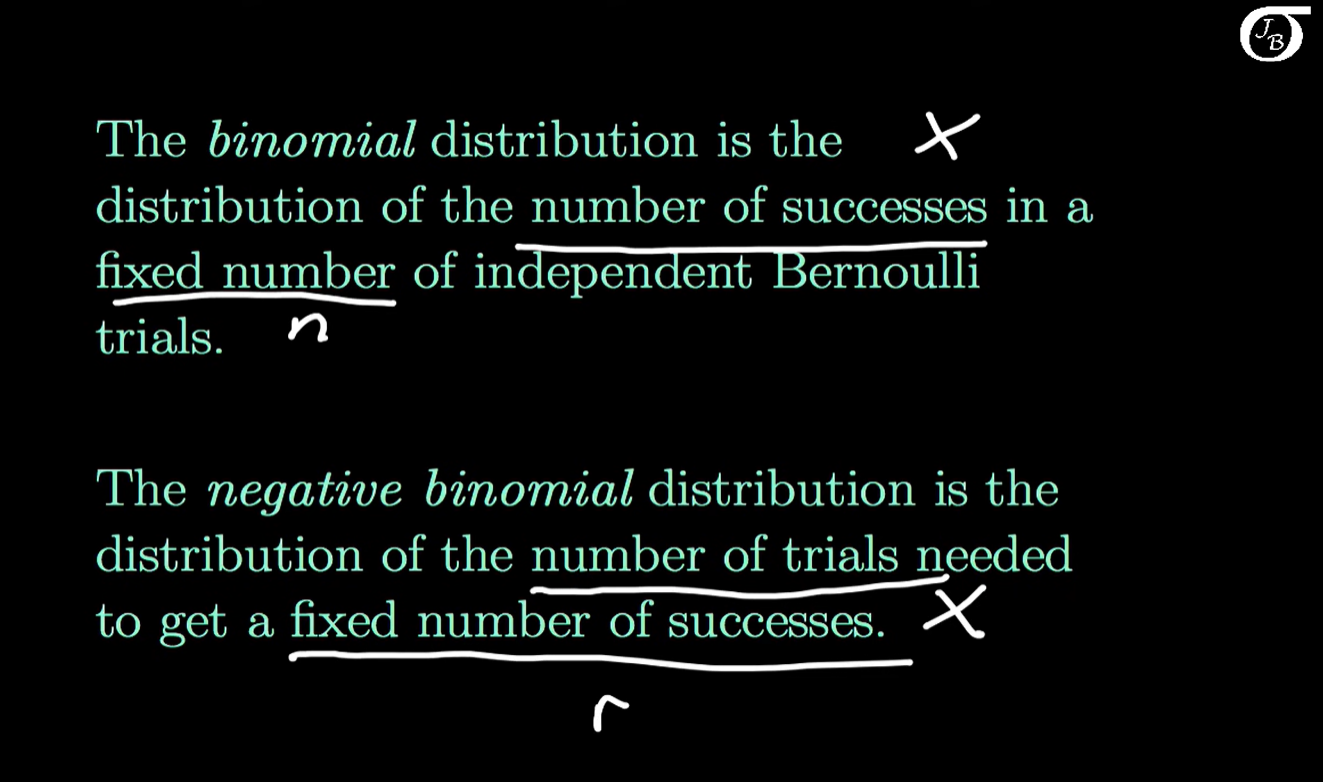 JB
The binomial distribution is the X
distribution of the number of successes in a
fixed number of independent Bernoulli
trials. n
The negative binomial distribution is the
distribution of the number of trials needed
to get a fixed number of successes. X
r